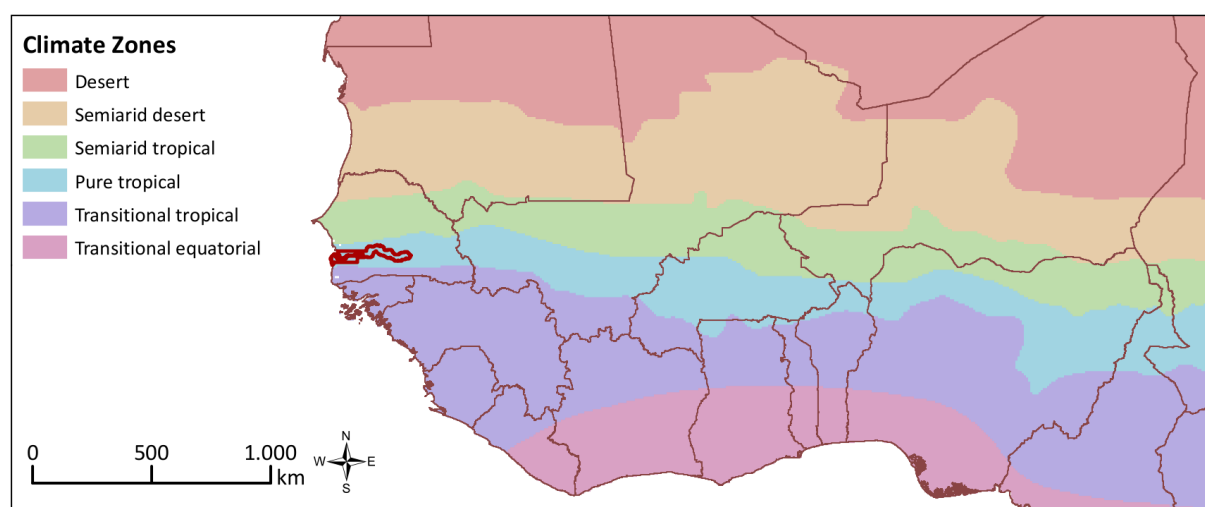 Climate Zones
Desert
Semiarid desert
Semiarid tropical
Pure tropical
Transitional tropical
Transitional equatorial
0 500 1.000
km
N
W E
S